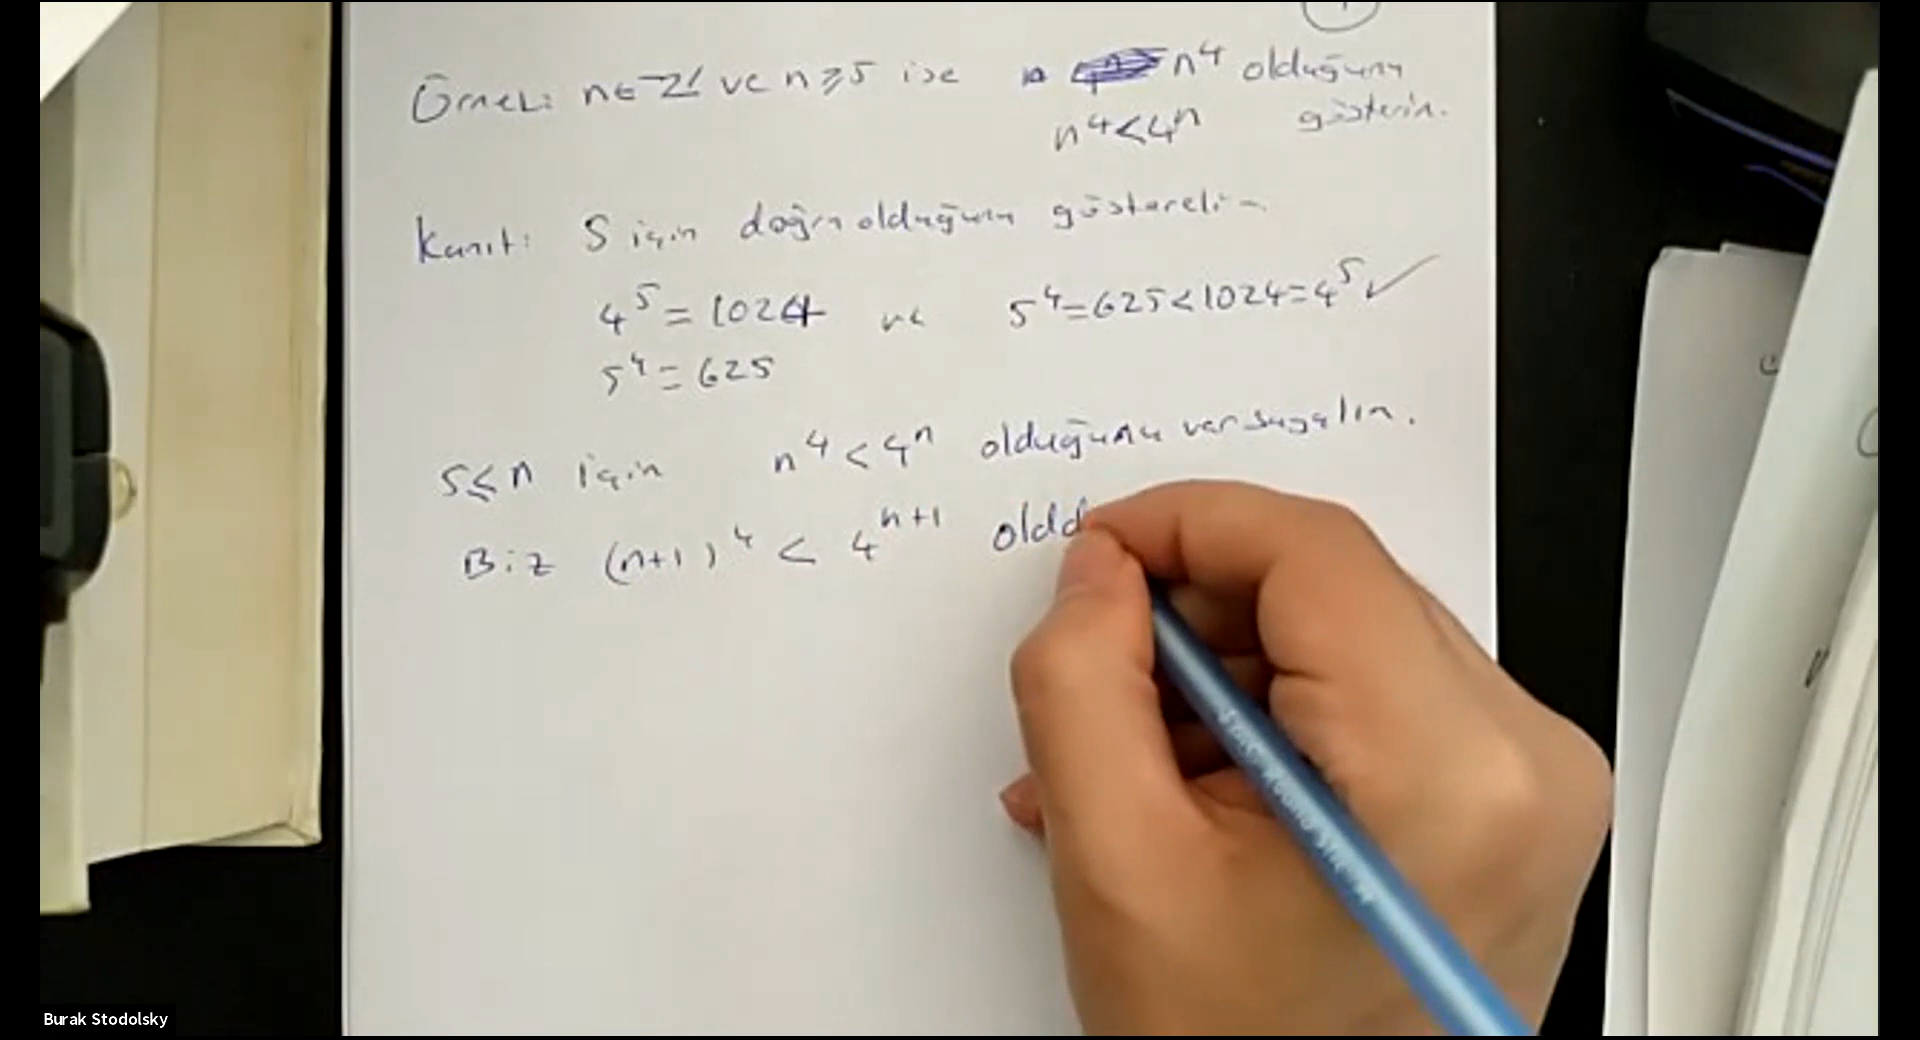 Örnek: n∈Z ve n≥5 ise n⁴ olduğunu
n⁴<4ⁿ gösterin.
Kanıt: 5 için doğru olduğunu gösterelim.
4⁵=1024 ve 5⁴=625<1024=4⁵ ✓
5⁴=625
5≤n için n⁴<4ⁿ olduğunu varsayalım.
Biz (n+1)⁴ < 4ⁿ⁺¹ oldu
Burak Stodolsky